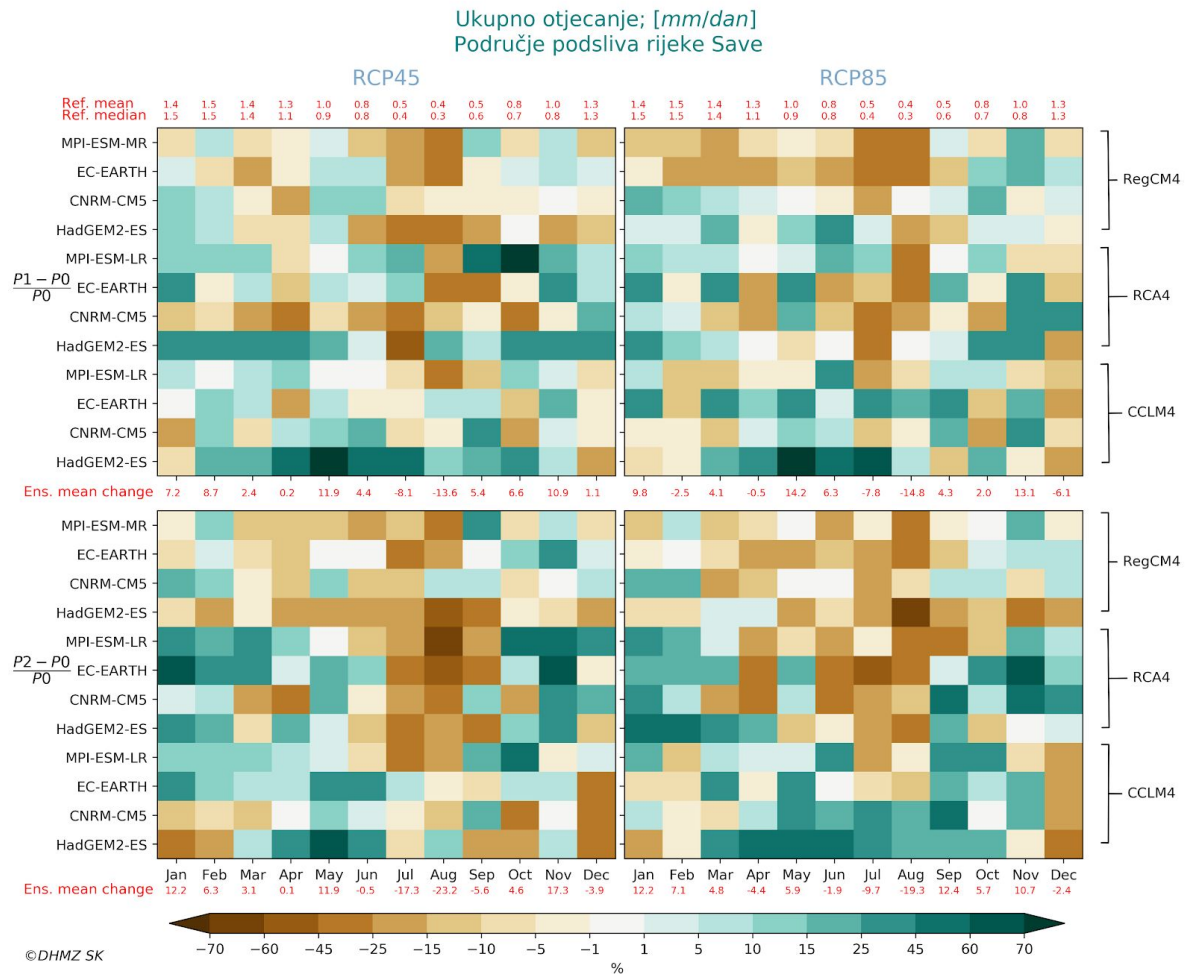 Ukupno otjecanje; [mm/dan]
Područje podsliva rijeke Save
RCP45 RCP85
Ref. mean 1.4 1.5 1.4 1.3 1.0 0.8 0.5 0.4 0.5 0.8 1.0 1.3 1.4 1.5 1.4 1.3 1.0 0.8 0.5 0.4 0.5 0.8 1.0 1.3
Ref. median 1.5 1.5 1.4 1.1 0.9 0.8 0.4 0.3 0.6 0.7 0.8 1.3 1.5 1.5 1.4 1.1 0.9 0.8 0.4 0.3 0.6 0.7 0.8 1.3
MPI-ESM-MR
EC-EARTH
RegCM4
CNRM-CM5
HadGEM2-ES
MPI-ESM-LR
P1 − P0
P0
EC-EARTH
RCA4
CNRM-CM5
HadGEM2-ES
MPI-ESM-LR
EC-EARTH
CCLM4
CNRM-CM5
HadGEM2-ES
Ens. mean change 7.2 8.7 2.4 0.2 11.9 4.4 -8.1 -13.6 5.4 6.6 10.9 1.1 9.8 -2.5 4.1 -0.5 14.2 6.3 -7.8 -14.8 4.3 2.0 13.1 -6.1
MPI-ESM-MR
EC-EARTH
RegCM4
CNRM-CM5
HadGEM2-ES
MPI-ESM-LR
P2 − P0
P0
EC-EARTH
RCA4
CNRM-CM5
HadGEM2-ES
MPI-ESM-LR
EC-EARTH
CCLM4
CNRM-CM5
HadGEM2-ES
Jan Feb Mar Apr May Jun Jul Aug Sep Oct Nov Dec Jan Feb Mar Apr May Jun Jul Aug Sep Oct Nov Dec
Ens. mean change 12.2 6.3 3.1 0.1 11.9 -0.5 -17.3 -23.2 -5.6 4.6 17.3 -3.9 12.2 7.1 4.8 -4.4 5.9 -1.9 -9.7 -19.3 12.4 5.7 10.7 -2.4
−70 −60 −45 −25 −15 −10 −5 −1 1 5 10 15 25 45 60 70
%
©DHMZ SK